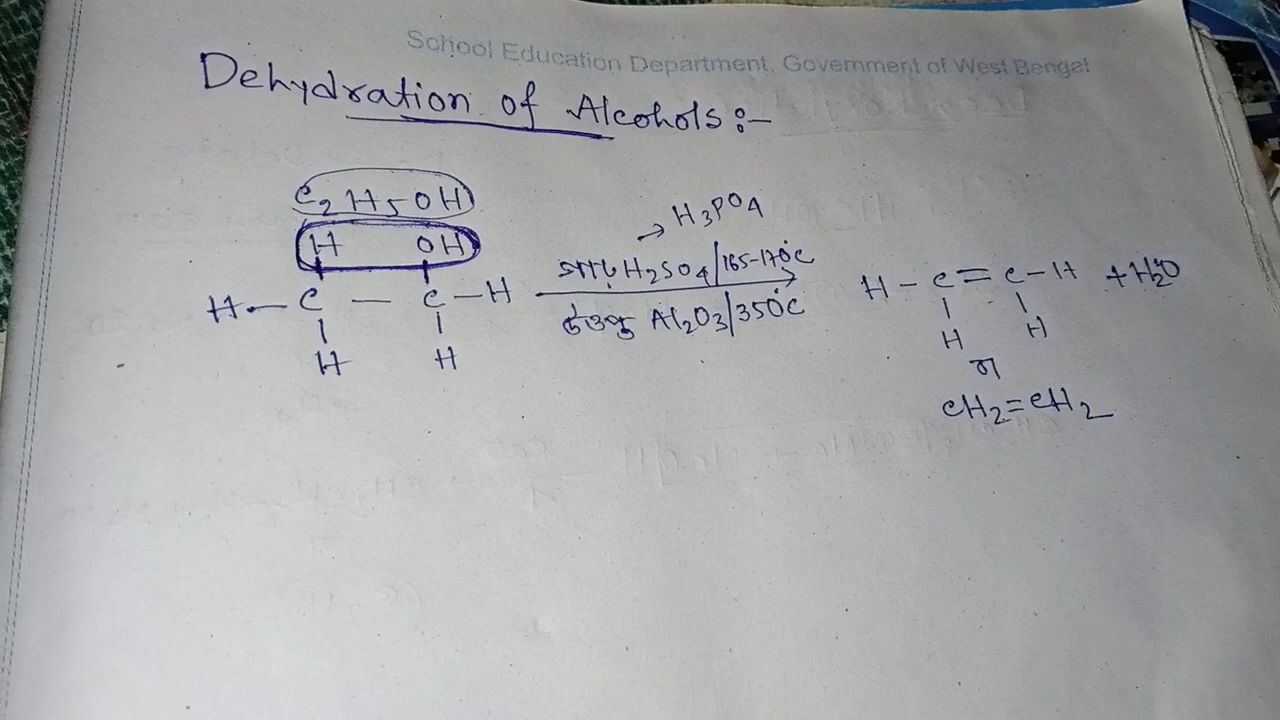 School Education Department, Government of West Bengal
Dehydration of Alcohols :-
C2H5OH
→ H3PO4
H OH
গাঢ় H2SO4/165-170°C
H - C - C - H
H - C = C - H + H2O
উত্তপ্ত Al2O3/350°C
H H
H H
বা
CH2=CH2